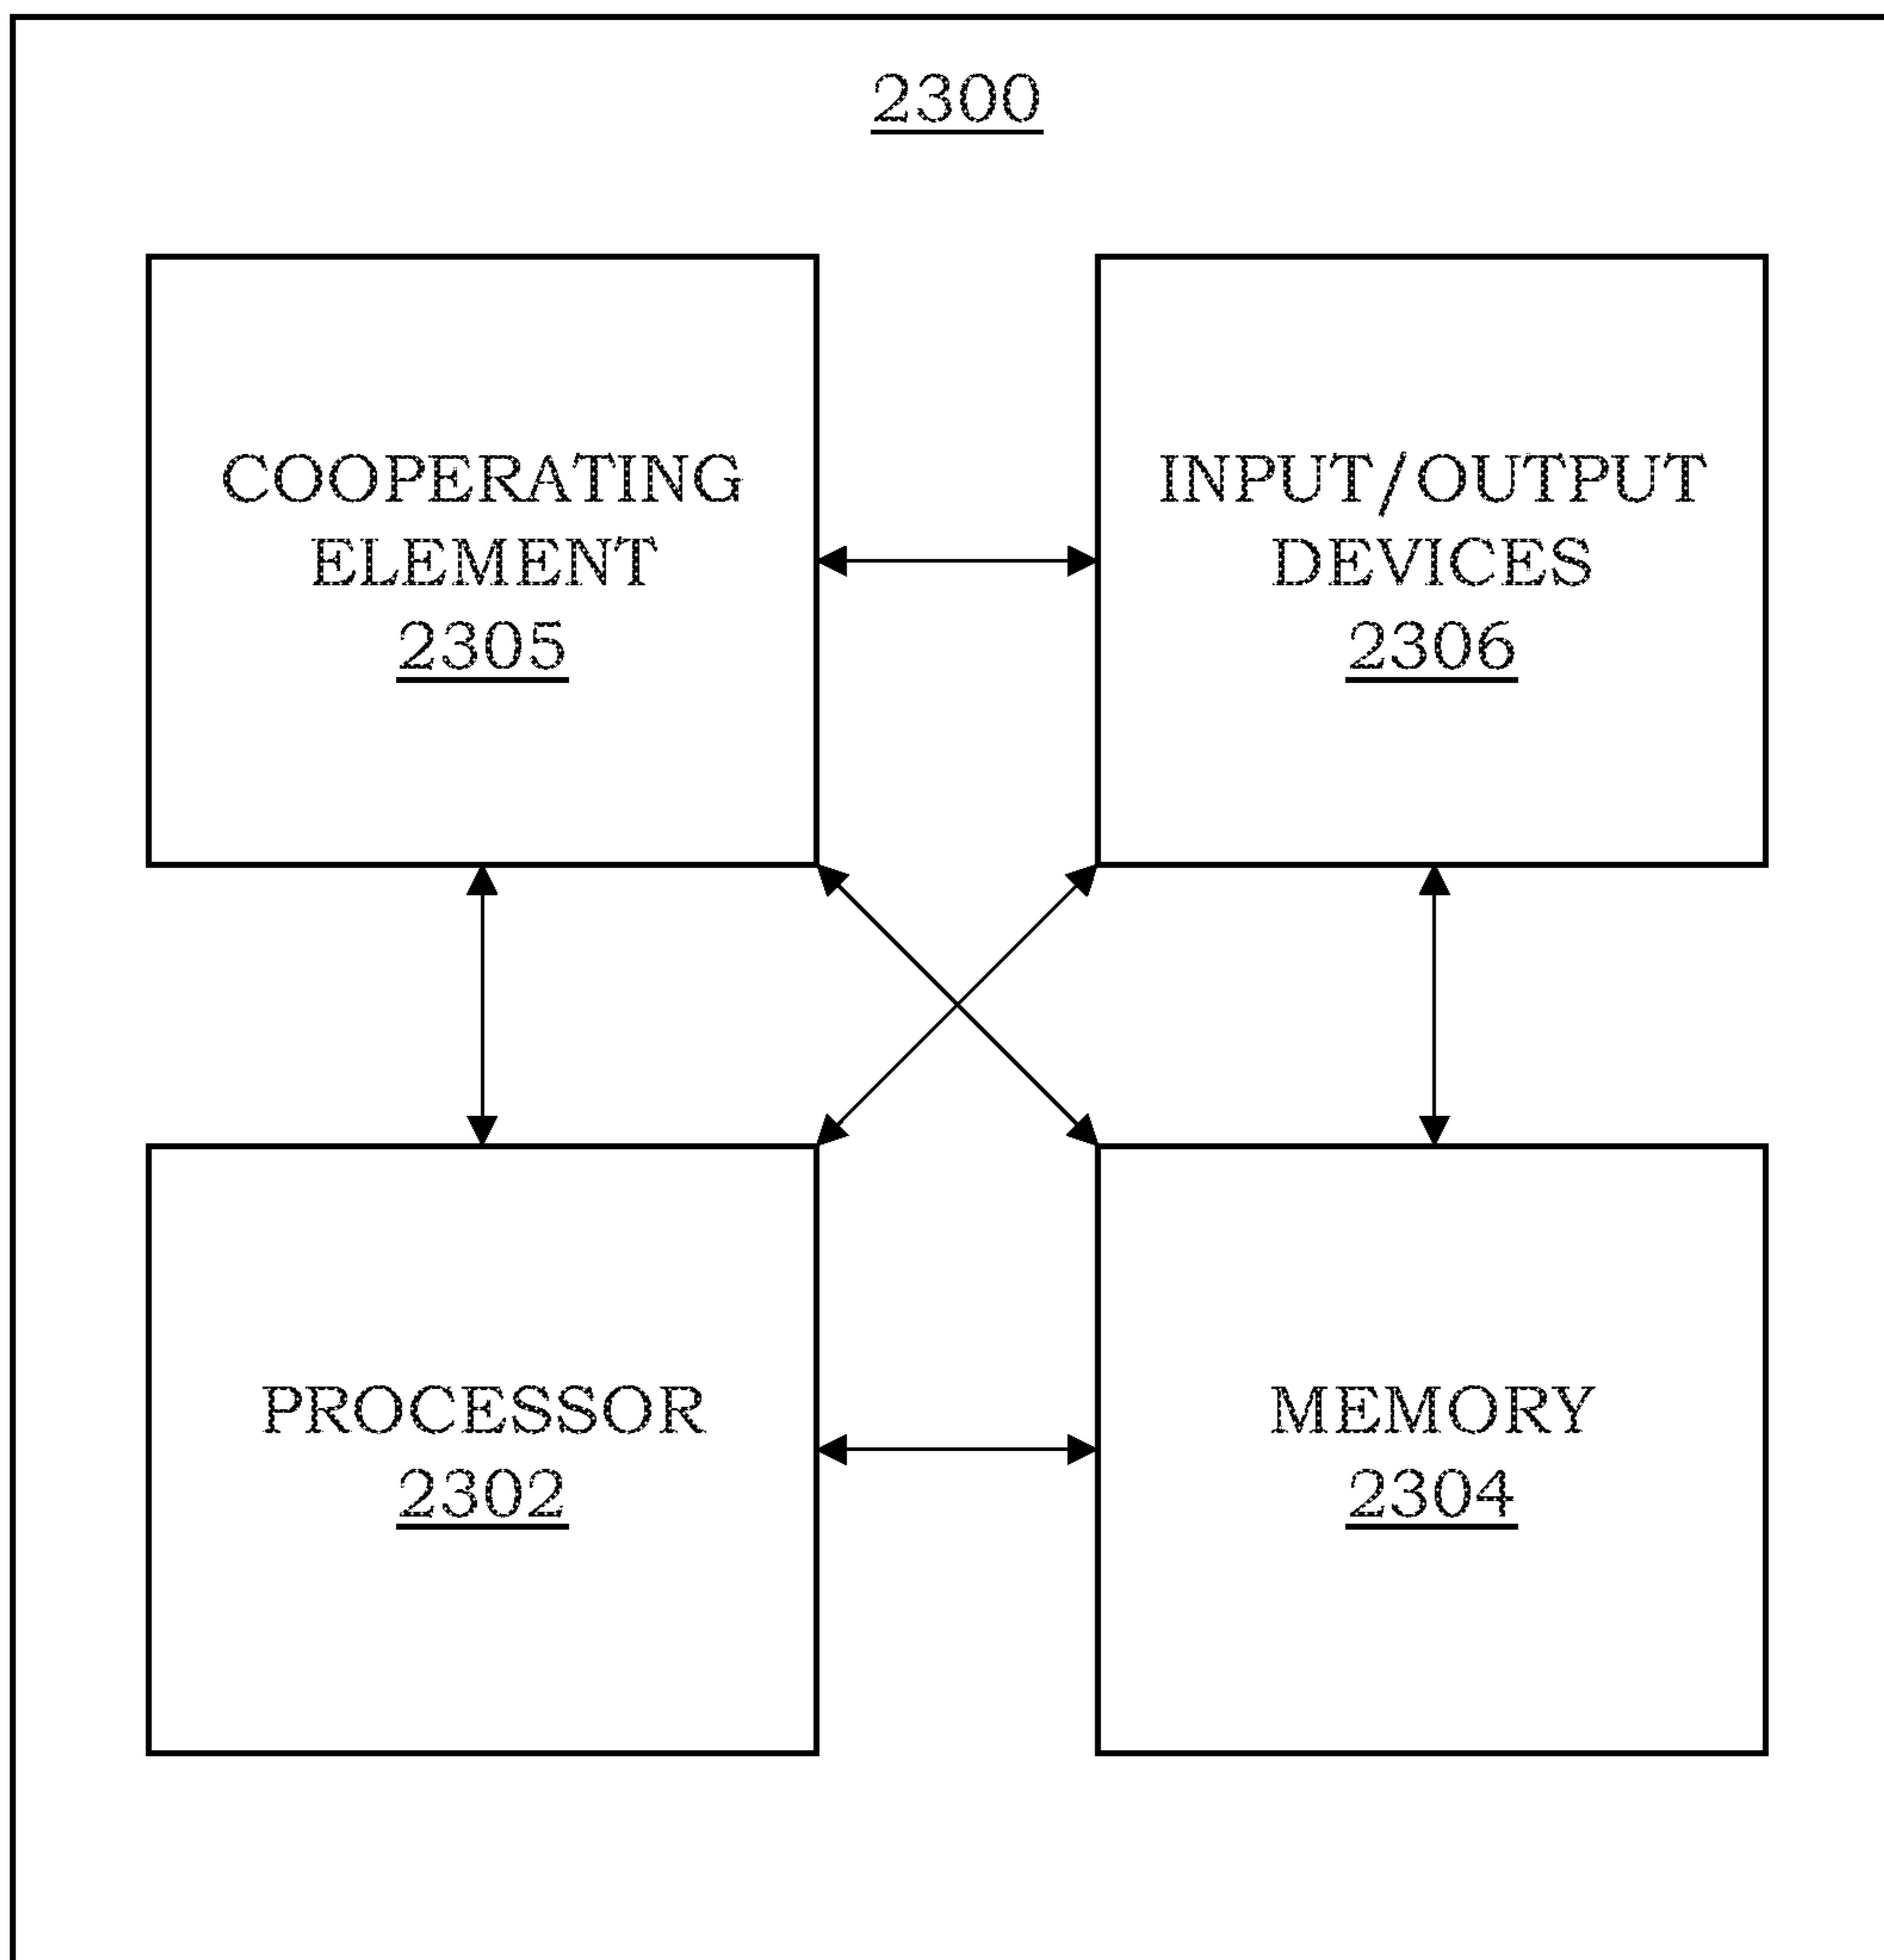 2300
COOPERATING
ELEMENT
2305
INPUT/OUTPUT
DEVICES
2306
PROCESSOR
2302
MEMORY
2304